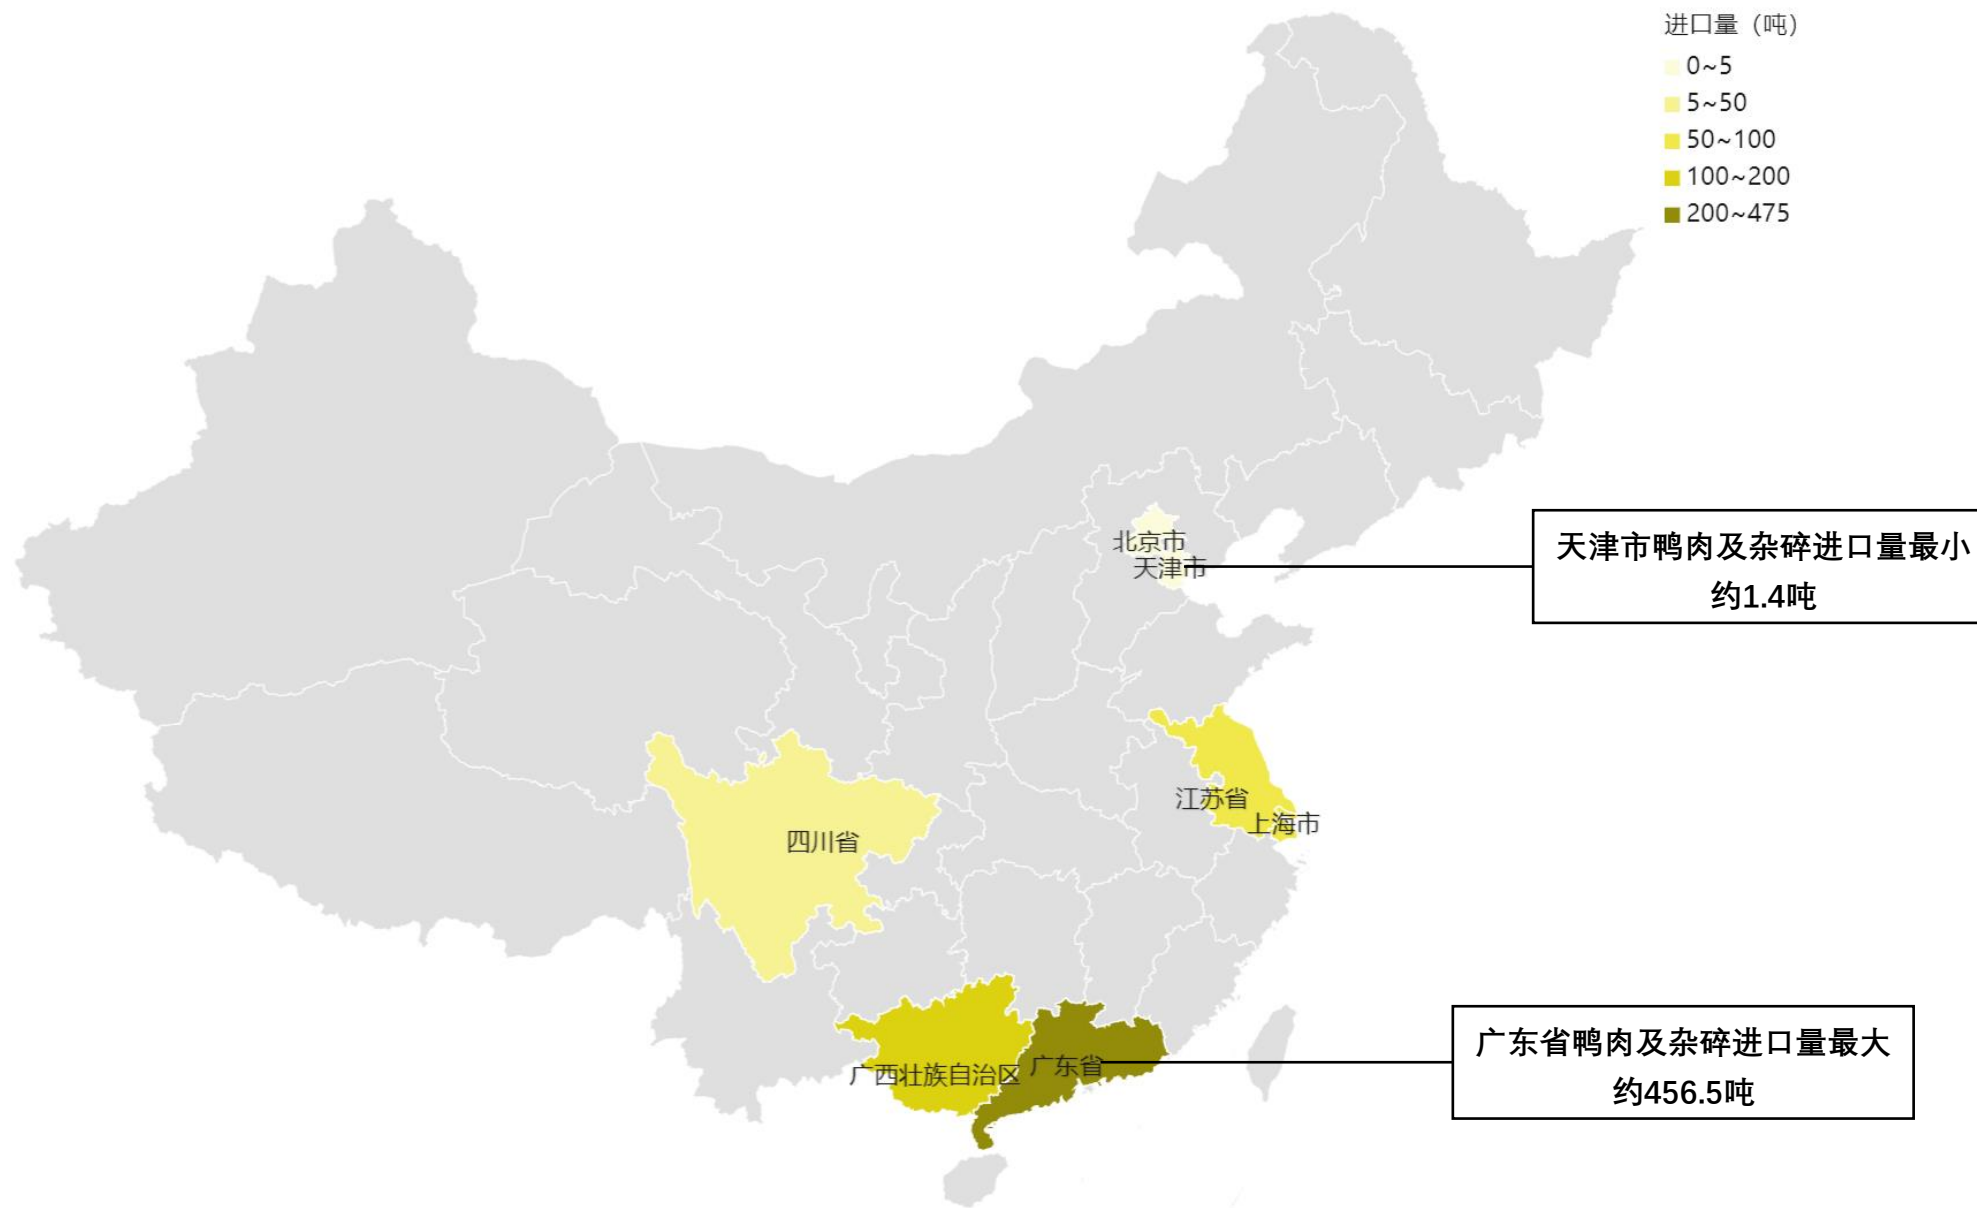 进口量（吨）
0~5
5~50
50~100
100~200
200~475
北京市
天津市
天津市鸭肉及杂碎进口量最小
约1.4吨
江苏省
上海市
四川省
广西壮族自治区
广东省
广东省鸭肉及杂碎进口量最大
约456.5吨